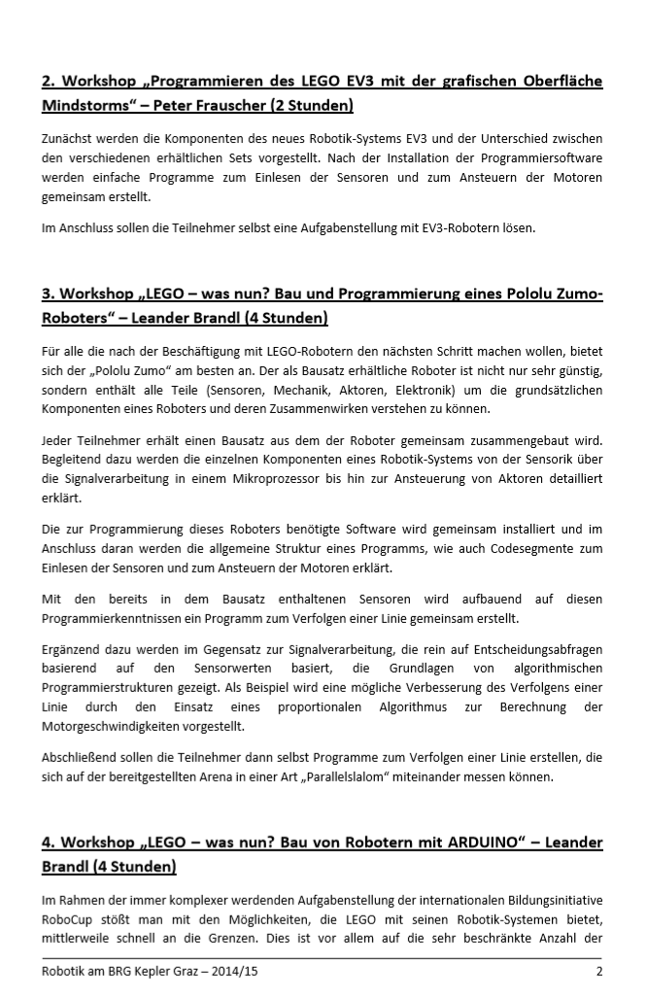 2. Workshop „Programmieren des LEGO EV3 mit der grafischen Oberfläche
Mindstorms“ – Peter Frauscher (2 Stunden)
Zunächst werden die Komponenten des neues Robotik-Systems EV3 und der Unterschied zwischen
den verschiedenen erhältlichen Sets vorgestellt. Nach der Installation der Programmiersoftware
werden einfache Programme zum Einlesen der Sensoren und zum Ansteuern der Motoren
gemeinsam erstellt.
Im Anschluss sollen die Teilnehmer selbst eine Aufgabenstellung mit EV3-Robotern lösen.
3. Workshop „LEGO – was nun? Bau und Programmierung eines Pololu Zumo-
Roboters“ – Leander Brandl (4 Stunden)
Für alle die nach der Beschäftigung mit LEGO-Robotern den nächsten Schritt machen wollen, bietet
sich der „Pololu Zumo“ am besten an. Der als Bausatz erhältliche Roboter ist nicht nur sehr günstig,
sondern enthält alle Teile (Sensoren, Mechanik, Aktoren, Elektronik) um die grundsätzlichen
Komponenten eines Roboters und deren Zusammenwirken verstehen zu können.
Jeder Teilnehmer erhält einen Bausatz aus dem der Roboter gemeinsam zusammengebaut wird.
Begleitend dazu werden die einzelnen Komponenten eines Robotik-Systems von der Sensorik über
die Signalverarbeitung in einem Mikroprozessor bis hin zur Ansteuerung von Aktoren detailliert
erklärt.
Die zur Programmierung dieses Roboters benötigte Software wird gemeinsam installiert und im
Anschluss daran werden die allgemeine Struktur eines Programms, wie auch Codesegmente zum
Einlesen der Sensoren und zum Ansteuern der Motoren erklärt.
Mit den bereits in dem Bausatz enthaltenen Sensoren wird aufbauend auf diesen
Programmierkenntnissen ein Programm zum Verfolgen einer Linie gemeinsam erstellt.
Ergänzend dazu werden im Gegensatz zur Signalverarbeitung, die rein auf Entscheidungsabfragen
basierend auf den Sensorwerten basiert, die Grundlagen von algorithmischen
Programmierstrukturen gezeigt. Als Beispiel wird eine mögliche Verbesserung des Verfolgens einer
Linie durch den Einsatz eines proportionalen Algorithmus zur Berechnung der
Motorgeschwindigkeiten vorgestellt.
Abschließend sollen die Teilnehmer dann selbst Programme zum Verfolgen einer Linie erstellen, die
sich auf der bereitgestellten Arena in einer Art „Parallelslalom“ miteinander messen können.
4. Workshop „LEGO – was nun? Bau von Robotern mit ARDUINO“ – Leander
Brandl (4 Stunden)
Im Rahmen der immer komplexer werdenden Aufgabenstellung der internationalen Bildungsinitiative
RoboCup stößt man mit den Möglichkeiten, die LEGO mit seinen Robotik-Systemen bietet,
mittlerweile schnell an die Grenzen. Dies ist vor allem auf die sehr beschränkte Anzahl der
Robotik am BRG Kepler Graz – 2014/15 2